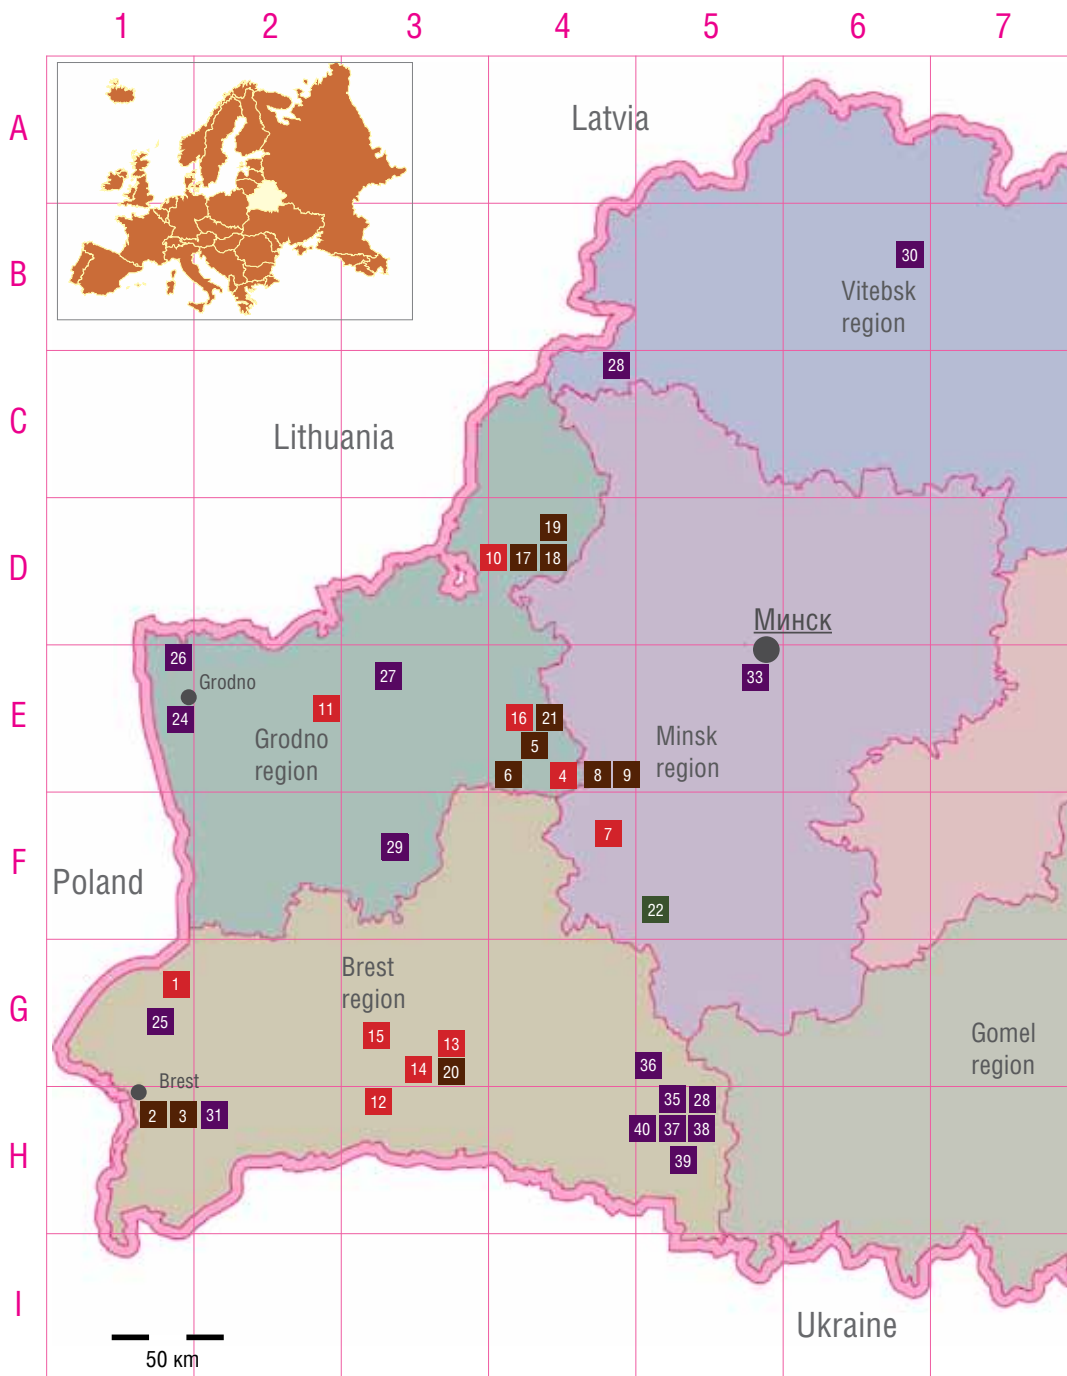 1 2 3 4 5 6 7
A
Latvia
B
30
Vitebsk
region
28
C
Lithuania
19
D
10 17 18
Минск
26
27
33
Grodno
E
24
11
16 21
Grodno
region
5
Minsk
region
6 4 8 9
7
F
29
Poland
22
Brest
region
1
G
25
15
13
Gomel
region
14 20
36
Brest
12
35 28
2 3 31
40 37 38
H
39
I
Ukraine
50 км